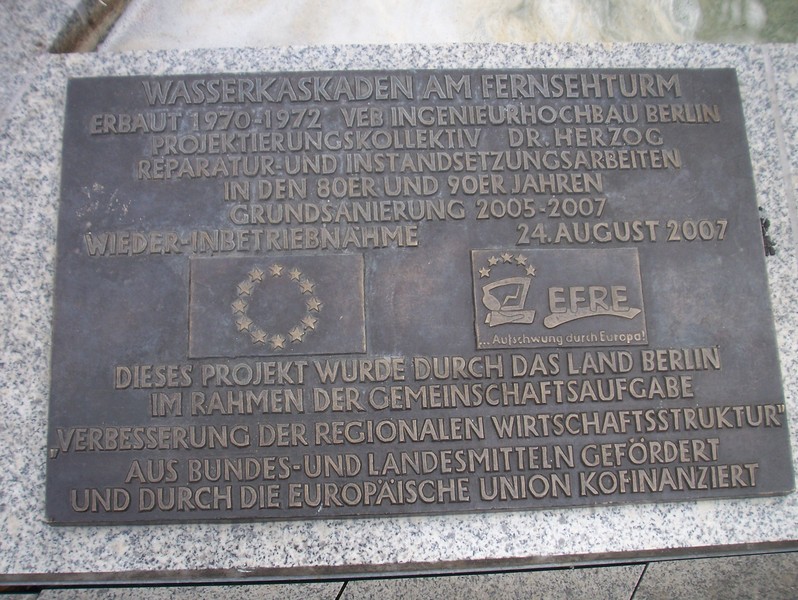 WASSERKASKADEN AM FERNSEHTURM
ERBAUT 1970-1972 VEB INGENIEURHOCHBAU BERLIN
PROJEKTIERUNGSKOLLEKTIV DR. HERZOG
REPARATUR-UND INSTANDSETZUNGSARBEITEN
IN DEN 80ER UND 90ER JAHREN
GRUNDSANIERUNG 2005-2007
WIEDER-INBETRIEBNAHME 24. AUGUST 2007
EFRE
...Aufschwung durch Europa!
DIESES PROJEKT WURDE DURCH DAS LAND BERLIN
IM RAHMEN DER GEMEINSCHAFTSAUFGABE
„VERBESSERUNG DER REGIONALEN WIRTSCHAFTSSTRUKTUR"
AUS BUNDES-UND LANDESMITTELN GEFÖRDERT
UND DURCH DIE EUROPÄISCHE UNION KOFINANZIERT